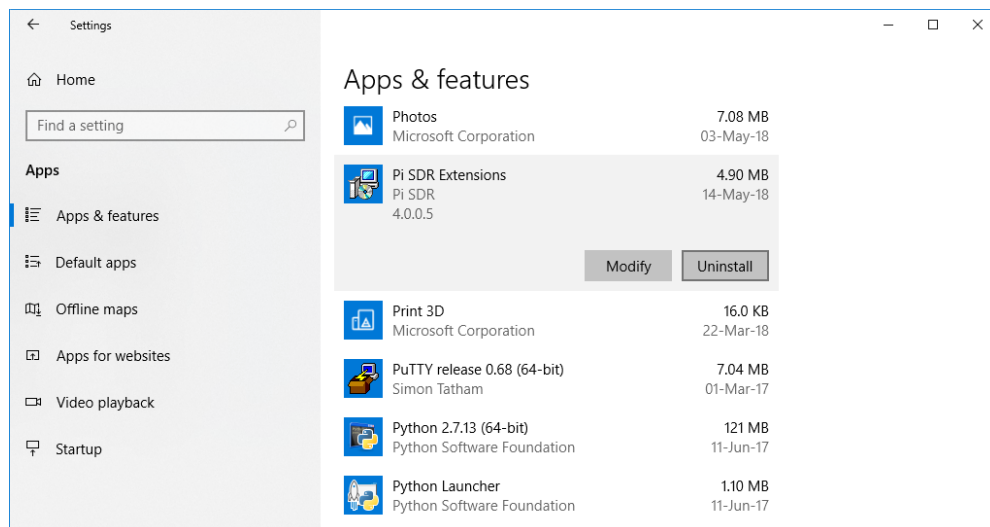 Settings
Home
Find a setting
Apps
Apps & features
Default apps
Offline maps
Apps for websites
Video playback
Startup
Apps & features
Photos 7.08 MB
Microsoft Corporation 03-May-18
Pi SDR Extensions 4.90 MB
Pi SDR 14-May-18
4.0.0.5
Modify Uninstall
Print 3D 16.0 KB
Microsoft Corporation 22-Mar-18
PuTTY release 0.68 (64-bit) 7.04 MB
Simon Tatham 01-Mar-17
Python 2.7.13 (64-bit) 121 MB
Python Software Foundation 11-Jun-17
Python Launcher 1.10 MB
Python Software Foundation 11-Jun-17